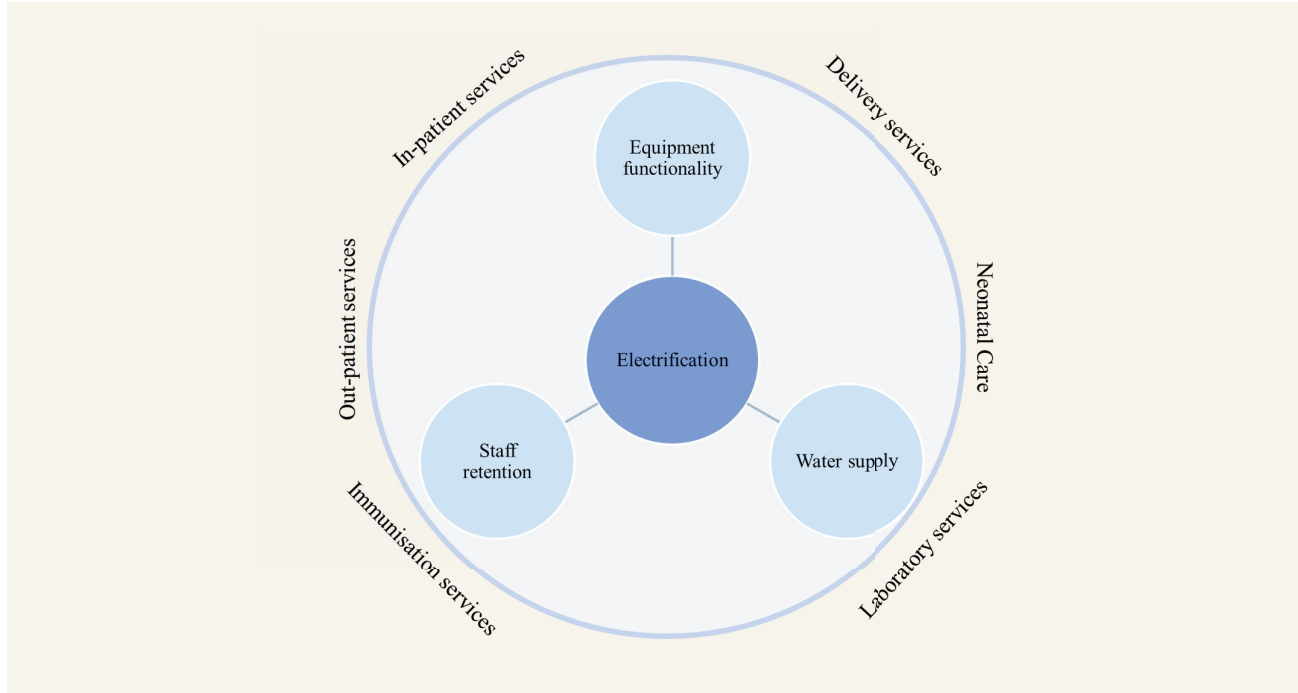 In-patient services
Delivery services
Equipment
functionality
Out-patient services
Neonatal Care
Electrification
Staff
retention
Water supply
Immunisation services
Laboratory services